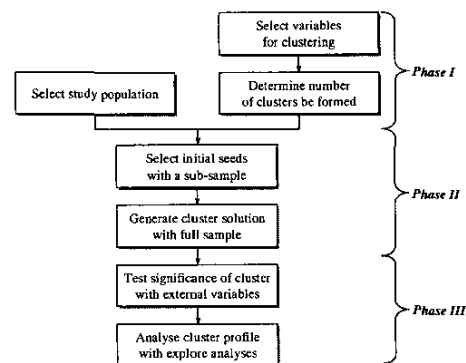 Select variables
for clustering
Phase I
Select study population
Determine number
of clusters be formed
Select initial seeds
with a sub-sample
Phase II
Generate cluster solution
with full sample
Test significance of cluster
with external variables
Phase III
Analyse cluster profile
with explore analyses